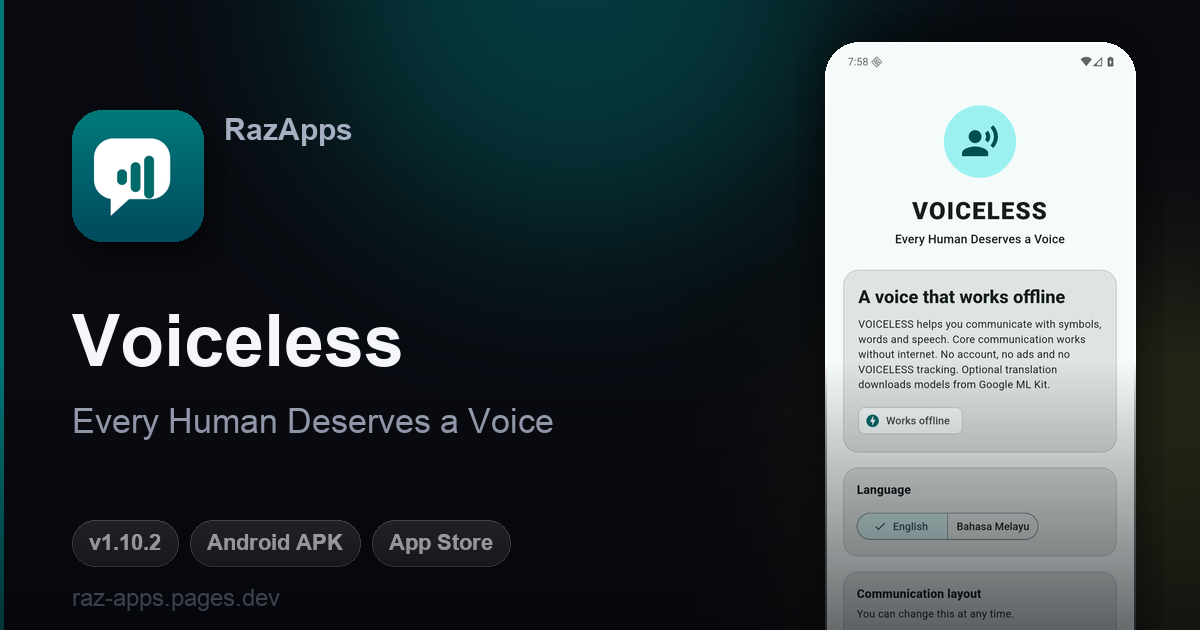 RazApps
Voiceless
Every Human Deserves a Voice
v1.10.2
Android APK
App Store
raz-apps.pages.dev
7:58
VOICELESS
Every Human Deserves a Voice
A voice that works offline
VOICELESS helps you communicate with symbols,
words and speech. Core communication works
without internet. No account, no ads and no
VOICELESS tracking. Optional translation
downloads models from Google ML Kit.
Works offline
Language
English
Bahasa Melayu
Communication layout
You can change this at any time.